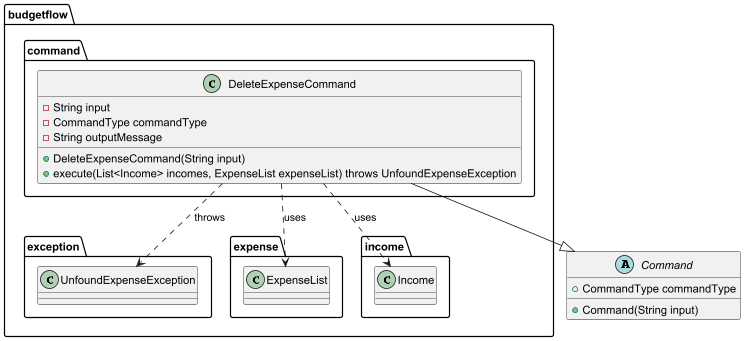 budgetflow
command
C DeleteExpenseCommand
String input
CommandType commandType
String outputMessage
DeleteExpenseCommand(String input)
execute(List<Income> incomes, ExpenseList expenseList) throws UnfoundExpenseException
throws
uses
uses
exception
expense
income
C UnfoundExpenseException
C ExpenseList
C Income
A Command
CommandType commandType
Command(String input)